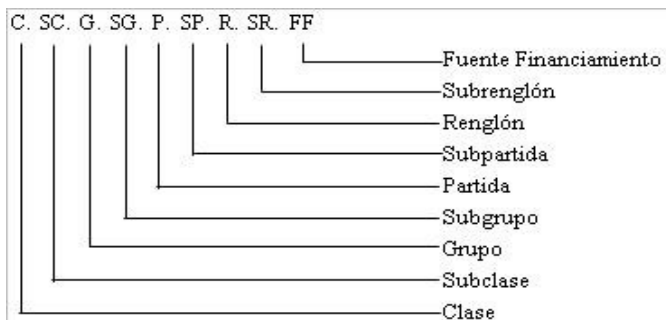 C. SC. G. SG. P. SP. R. SR. FF
Fuente Financiamiento
Subrenglón
Renglón
Subpartida
Partida
Subgrupo
Grupo
Subclase
Clase